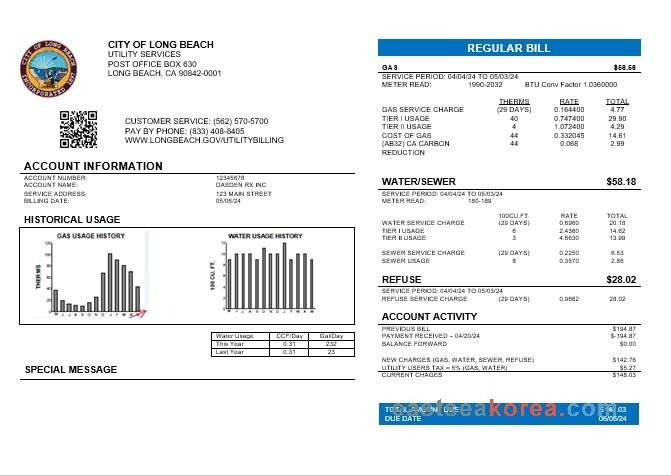 CITY OF LONG BEACH
UTILITY SERVICES
POST OFFICE BOX 630
LONG BEACH, CA 90842-0001
CUSTOMER SERVICE: (562) 570-5700
PAY BY PHONE: (833) 408-8405
WWW.LONGBEACH.GOV/UTILITYBILLING
ACCOUNT INFORMATION
ACCOUNT NUMBER: 12345678
ACCOUNT NAME: DASDEN RX INC
SERVICE ADDRESS: 123 MAIN STREET
BILLING DATE: 05/06/24
HISTORICAL USAGE
GAS USAGE HISTORY
THERMS
WATER USAGE HISTORY
100 CU. FT.
Water Usage CCF/Day Gal/Day
This Year 0.31 232
Last Year 0.31 23
SPECIAL MESSAGE
REGULAR BILL
GAS $56.56
SERVICE PERIOD: 04/04/24 TO 05/03/24
METER READ: 1990-2032 BTU Conv Factor 1.0360000
THERMS RATE TOTAL
GAS SERVICE CHARGE (29 DAYS) 0.164400 4.77
TIER I USAGE 40 0.747400 29.90
TIER II USAGE 4 1.072400 4.29
COST OF GAS 44 0.332045 14.61
(AB32) CA CARBON 44 0.068 2.99
REDUCTION
WATER/SEWER $58.18
SERVICE PERIOD: 04/04/24 TO 05/03/24
METER READ: 180-189
100CU.FT. RATE TOTAL
WATER SERVICE CHARGE (29 DAYS) 0.6960 20.18
TIER I USAGE 6 2.4360 14.62
TIER II USAGE 3 4.6630 13.99
SEWER SERVICE CHARGE (29 DAYS) 0.2250 6.53
SEWER USAGE 8 0.3570 2.86
REFUSE $28.02
SERVICE PERIOD: 04/04/24 TO 05/03/24
REFUSE SERVICE CHARGE (29 DAYS) 0.9662 28.02
ACCOUNT ACTIVITY
PREVIOUS BILL $194.87
PAYMENT RECEIVED – 04/20/24 $-194.87
BALANCE FORWARD $0.00
NEW CHARGES (GAS, WATER, SEWER, REFUSE) $142.76
UTILITY USERS TAX = 5% (GAS, WATER) $5.27
CURRENT CHAGES $148.03
eastseakorea.com
DUE DATE 06/05/24